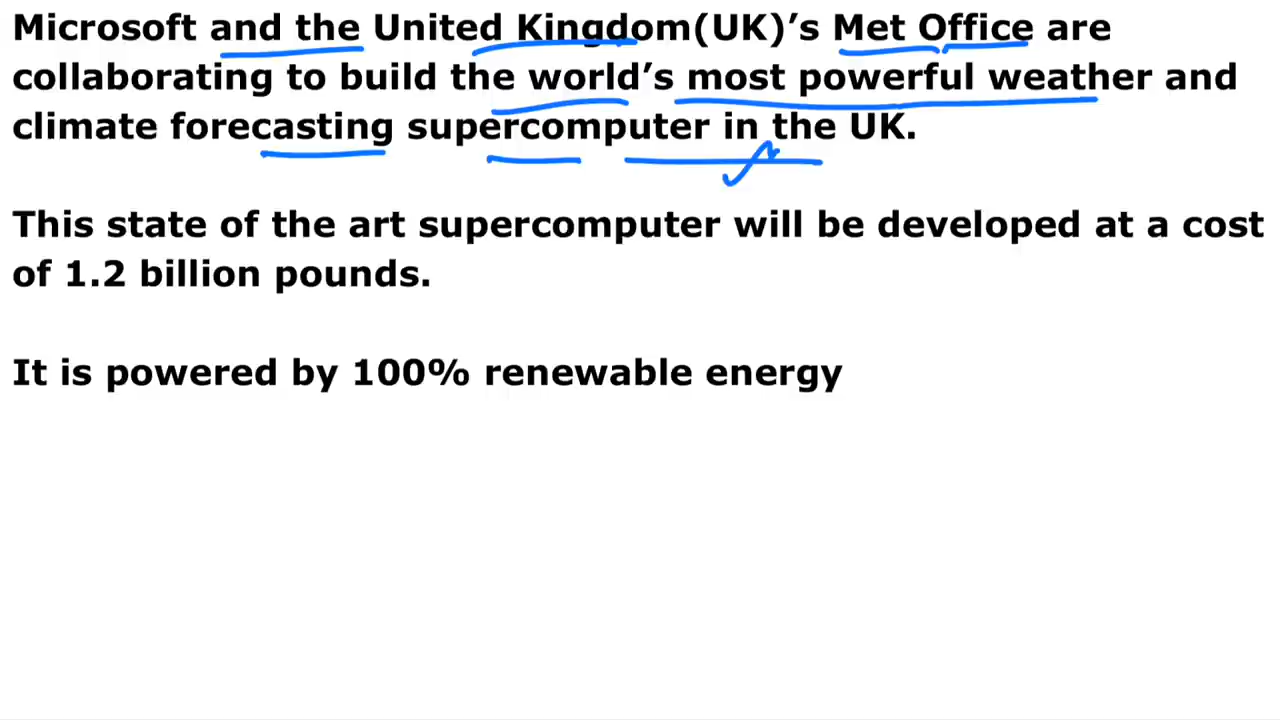 Microsoft and the United Kingdom(UK)’s Met Office are
collaborating to build the world’s most powerful weather and
climate forecasting supercomputer in the UK.
This state of the art supercomputer will be developed at a cost
of 1.2 billion pounds.
It is powered by 100% renewable energy